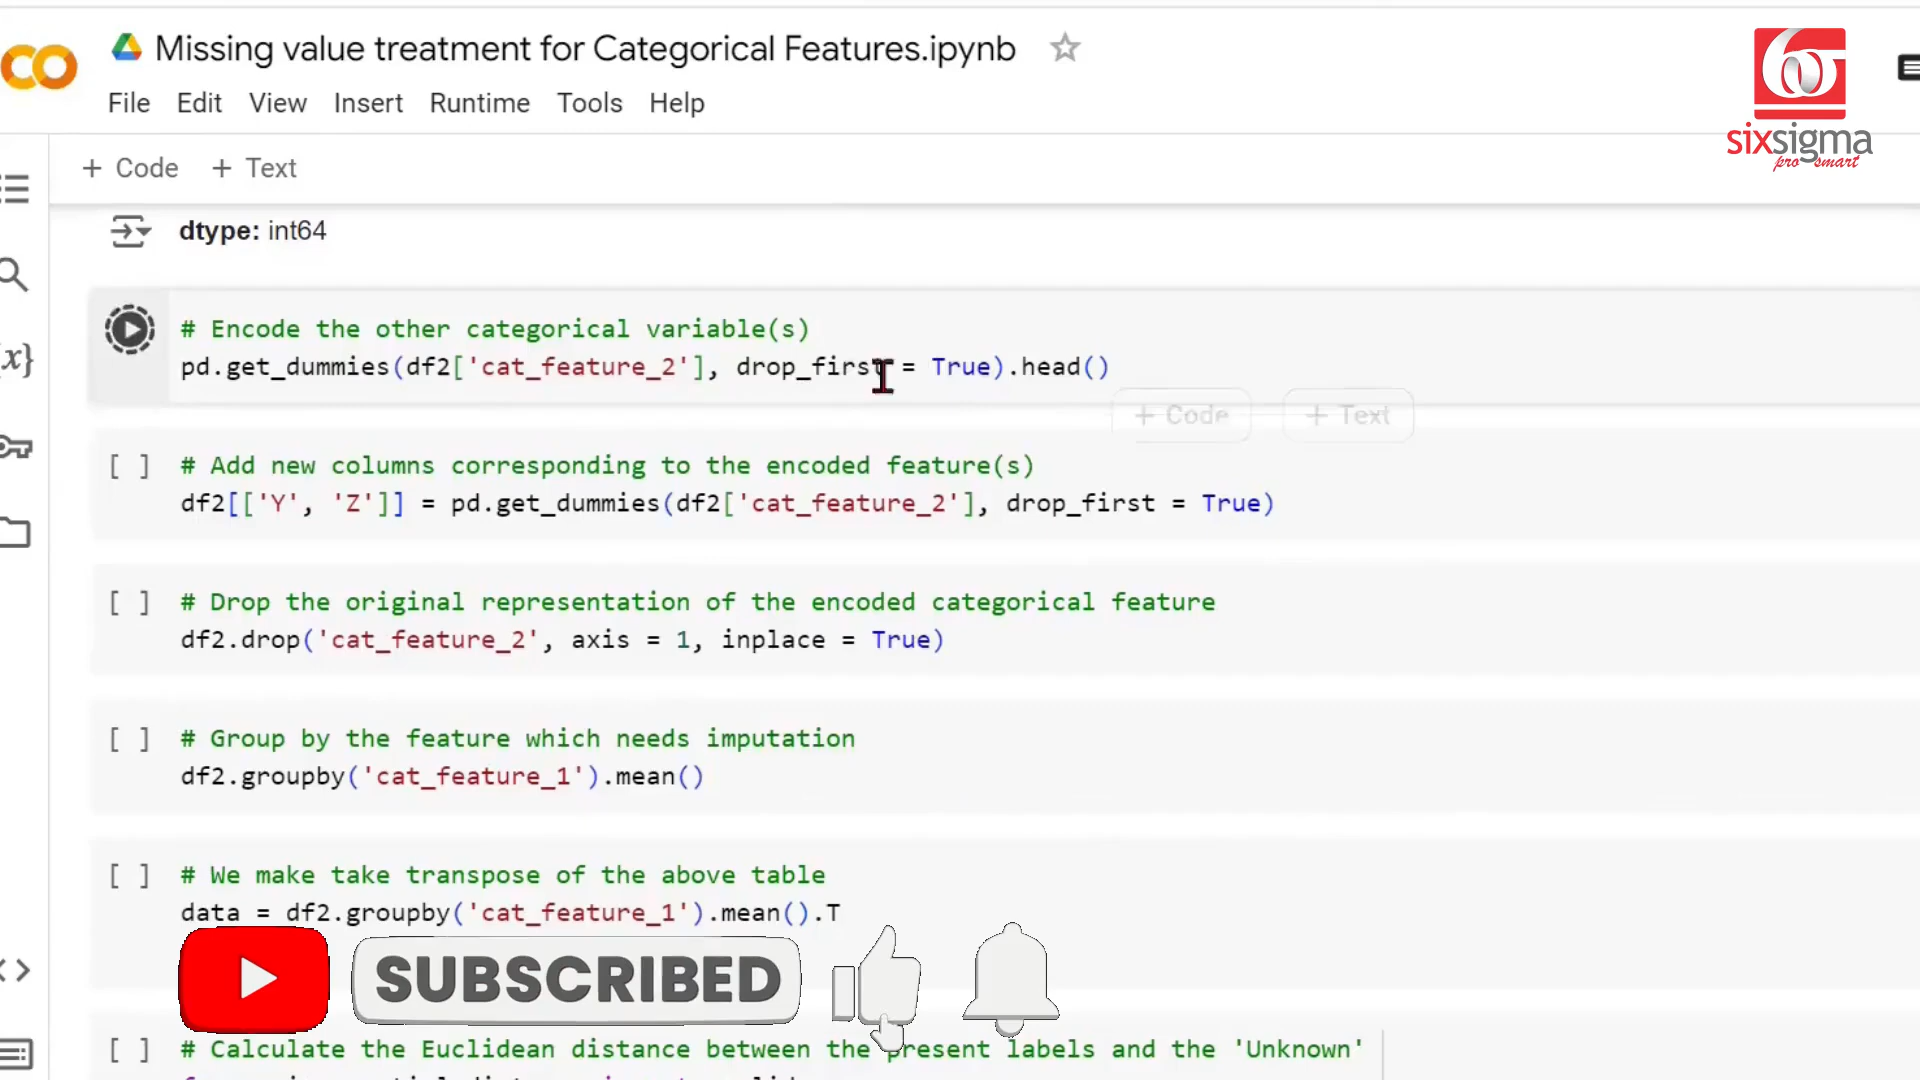 Missing value treatment for Categorical Features.ipynb
File Edit View Insert Runtime Tools Help
sixsigma
pro smart
+ Code + Text
dtype: int64
{x}
# Encode the other categorical variable(s)
pd.get_dummies(df2['cat_feature_2'], drop_first = True).head()
+ Code + Text
[ ] # Add new columns corresponding to the encoded feature(s)
df2[['Y', 'Z']] = pd.get_dummies(df2['cat_feature_2'], drop_first = True)
[ ] # Drop the original representation of the encoded categorical feature
df2.drop('cat_feature_2', axis = 1, inplace = True)
[ ] # Group by the feature which needs imputation
df2.groupby('cat_feature_1').mean()
[ ] # We make take transpose of the above table
data = df2.groupby('cat_feature_1').mean().T
SUBSCRIBED
[ ] # Calculate the Euclidean distance between the present labels and the 'Unknown'